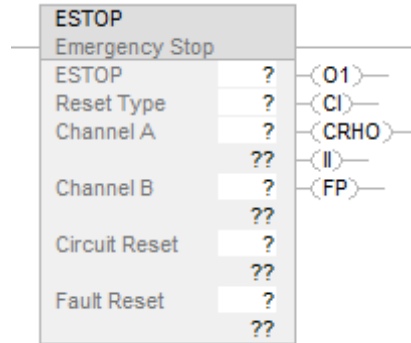 ESTOP
Emergency Stop
ESTOP ? (O1)
Reset Type ? (CI)
Channel A ? (CRHO)
?? (II)
Channel B ? (FP)
??
Circuit Reset ?
??
Fault Reset ?
??